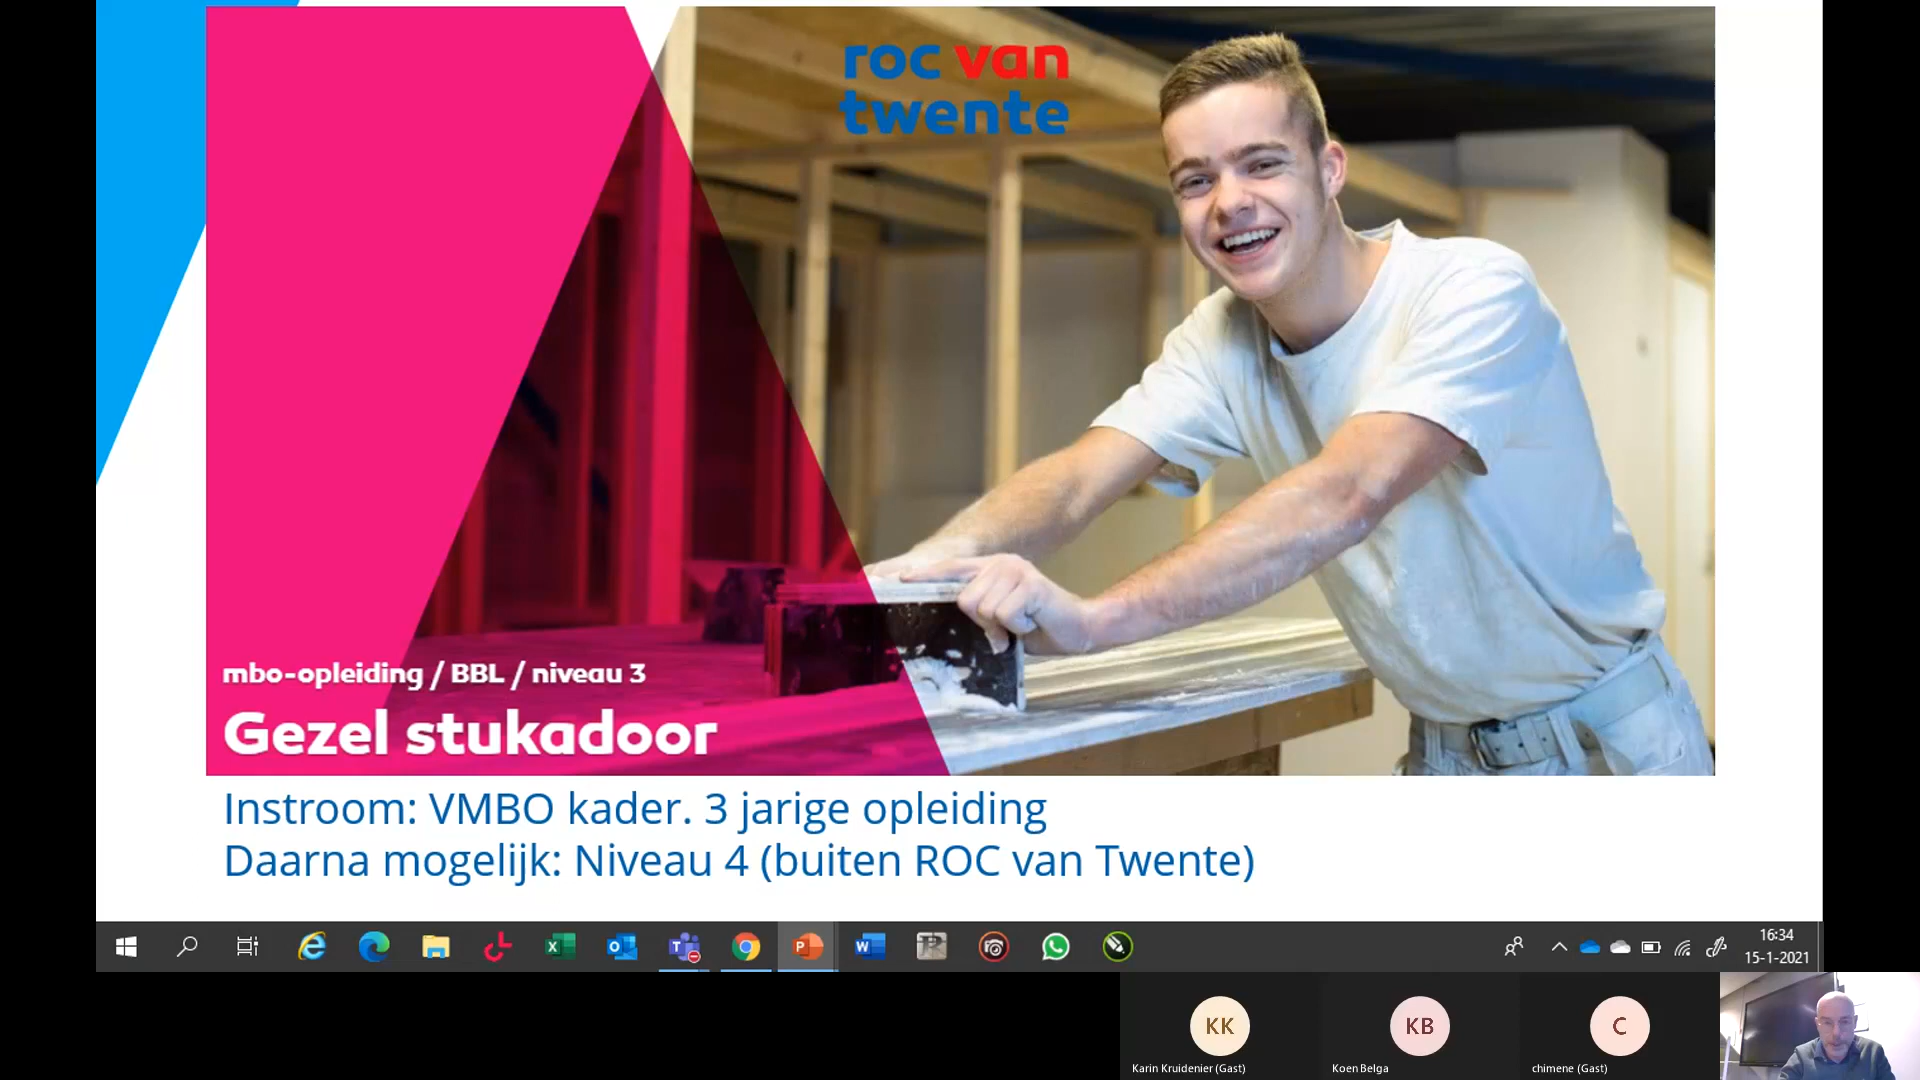 roc van
twente
mbo-opleiding / BBL / niveau 3
Gezel stukadoor
Instroom: VMBO kader. 3 jarige opleiding
Daarna mogelijk: Niveau 4 (buiten ROC van Twente)
16:34
15-1-2021
KK
KB
C
Karin Kruidenier (Gast)
Koen Belga
chimene (Gast)